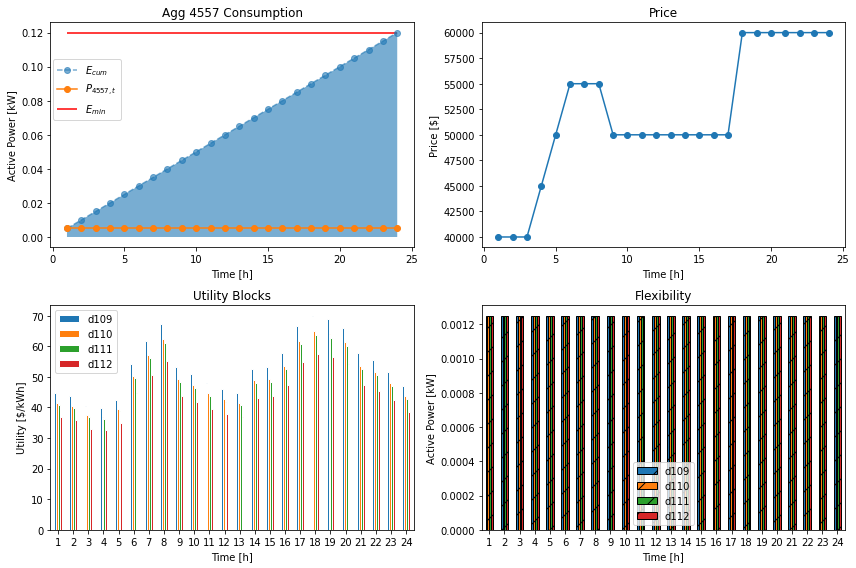 Agg 4557 Consumption
Active Power [kW]
0.12
0.10
0.08
0.06
0.04
0.02
0.00
E_cum
P_4557,t
E_min
0 5 10 15 20 25
Time [h]
Price
Price [$]
60000
57500
55000
52500
50000
47500
45000
42500
40000
0 5 10 15 20 25
Time [h]
Utility Blocks
Utility [$/kWh]
70
60
50
40
30
20
10
0
d109
d110
d111
d112
1 2 3 4 5 6 7 8 9 10 11 12 13 14 15 16 17 18 19 20 21 22 23 24
Time [h]
Flexibility
Active Power [kW]
0.0012
0.0010
0.0008
0.0006
0.0004
0.0002
0.0000
d109
d110
d111
d112
1 2 3 4 5 6 7 8 9 10 11 12 13 14 15 16 17 18 19 20 21 22 23 24
Time [h]